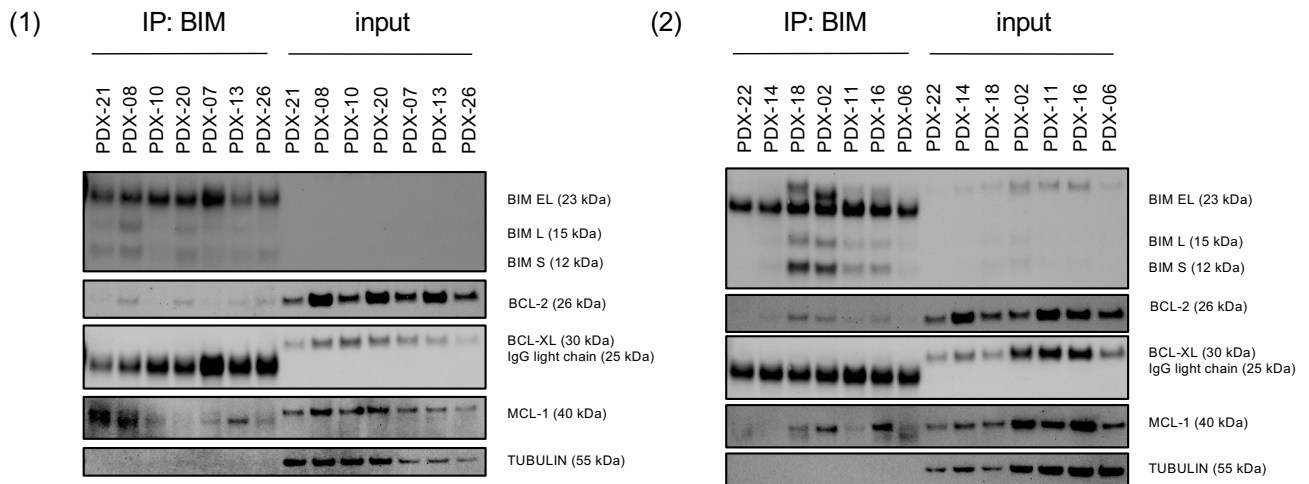 (1)
IP: BIM
input
PDX-21
PDX-08
PDX-10
PDX-20
PDX-07
PDX-13
PDX-26
PDX-21
PDX-08
PDX-10
PDX-20
PDX-07
PDX-13
PDX-26
BIM EL (23 kDa)
BIM L (15 kDa)
BIM S (12 kDa)
BCL-2 (26 kDa)
BCL-XL (30 kDa)
IgG light chain (25 kDa)
MCL-1 (40 kDa)
TUBULIN (55 kDa)
(2)
IP: BIM
input
PDX-22
PDX-14
PDX-18
PDX-02
PDX-11
PDX-16
PDX-06
PDX-22
PDX-14
PDX-18
PDX-02
PDX-11
PDX-16
PDX-06
BIM EL (23 kDa)
BIM L (15 kDa)
BIM S (12 kDa)
BCL-2 (26 kDa)
BCL-XL (30 kDa)
IgG light chain (25 kDa)
MCL-1 (40 kDa)
TUBULIN (55 kDa)